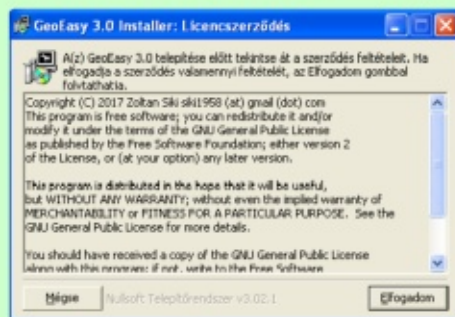 GeoEasy 3.0 Installer: Licencszerződés
A(z) GeoEasy 3.0 telepítése előtt tekintse át a szerződés feltételeit. Ha
elfogadja a szerződés valamennyi feltételét, az Elfogadom gombbal
folytathatja.
Copyright (C) 2017 Zoltan Siki siki1958 (at) gmail (dot) com
This program is free software; you can redistribute it and/or
modify it under the terms of the GNU General Public License
as published by the Free Software Foundation; either version 2
of the License, or (at your option) any later version.
This program is distributed in the hope that it will be useful,
but WITHOUT ANY WARRANTY; without even the implied warranty of
MERCHANTABILITY or FITNESS FOR A PARTICULAR PURPOSE. See the
GNU General Public License for more details.
You should have received a copy of the GNU General Public License
along with this program; if not, write to the Free Software
Mégse
Nullsoft Telepítőrendszer v3.02.1
Elfogadom